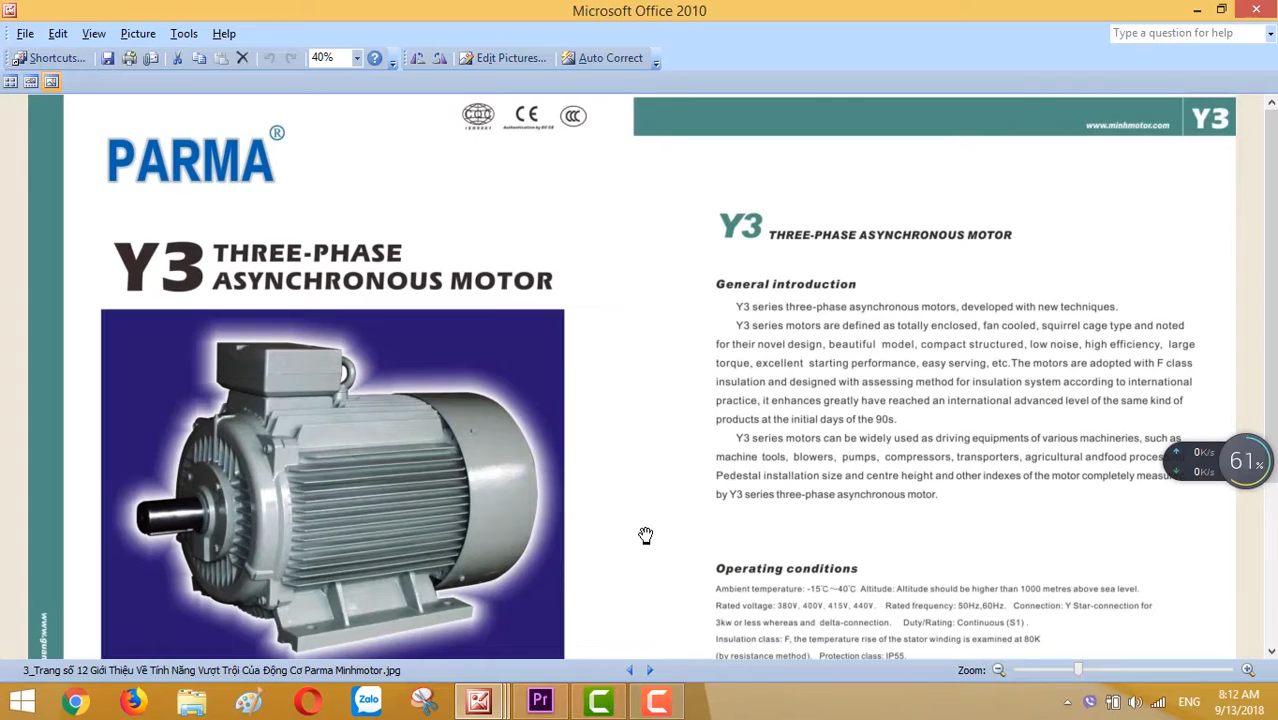 Microsoft Office 2010
File Edit View Picture Tools Help
Type a question for help
Shortcuts...
40%
Edit Pictures...
Auto Correct
PARMA®
ISO9001
CE
CCC
www.minhmotor.com
Y3
Y3 THREE-PHASE
ASYNCHRONOUS MOTOR
Y3 THREE-PHASE ASYNCHRONOUS MOTOR
General introduction
Y3 series three-phase asynchronous motors, developed with new techniques.
Y3 series motors are defined as totally enclosed, fan cooled, squirrel cage type and noted
for their novel design, beautiful model, compact structured, low noise, high efficiency, large
torque, excellent starting performance, easy serving, etc.The motors are adopted with F class
insulation and designed with assessing method for insulation system according to international
practice, it enhances greatly have reached an international advanced level of the same kind of
products at the initial days of the 90s.
Y3 series motors can be widely used as driving equipments of various machineries, such as
machine tools, blowers, pumps, compressors, transporters, agricultural andfood
Pedestal installation size and centre height and other indexes of the motor completely
by Y3 series three-phase asynchronous motor.
0K/s
0K/s
61%
Operating conditions
Ambient temperature: -15℃～40℃ Altitude: Altitude should be higher than 1000 metres above sea level.
Rated voltage: 380V, 400V, 415V, 440V. Rated frequency: 50Hz,60Hz. Connection: Y Star-connection for
3kw or less whereas and delta-connection. Duty/Rating: Continuous (S1) .
Insulation class: F, the temperature rise of the stator winding is examined at 80K
(by resistance method). Protection class: IP55.
3_Trang số 12 Giới Thiệu Về Tính Năng Vượt Trội Của Động Cơ Parma Minhmotor.jpg
Zoom:
Zalo
Pr
ENG
8:12 AM
9/13/2018